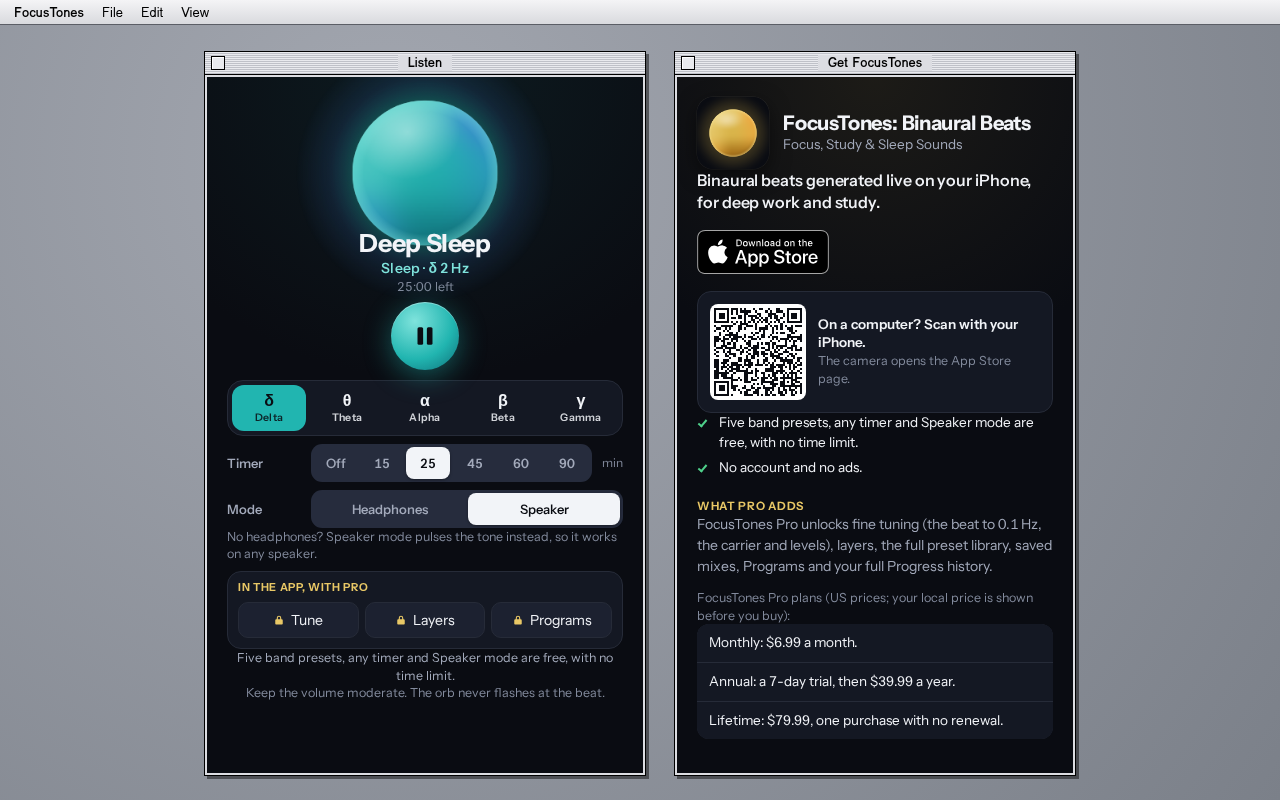 FocusTones File Edit View
Listen
Deep Sleep
Sleep · δ 2 Hz
25:00 left
δ θ α β γ
Delta Theta Alpha Beta Gamma
Timer Off 15 25 45 60 90 min
Mode Headphones Speaker
No headphones? Speaker mode pulses the tone instead, so it works
on any speaker.
IN THE APP, WITH PRO
Tune Layers Programs
Five band presets, any timer and Speaker mode are free, with no
time limit.
Keep the volume moderate. The orb never flashes at the beat.
Get FocusTones
FocusTones: Binaural Beats
Focus, Study & Sleep Sounds
Binaural beats generated live on your iPhone,
for deep work and study.
Download on the
App Store
On a computer? Scan with your
iPhone.
The camera opens the App Store
page.
Five band presets, any timer and Speaker mode are
free, with no time limit.
No account and no ads.
WHAT PRO ADDS
FocusTones Pro unlocks fine tuning (the beat to 0.1 Hz,
the carrier and levels), layers, the full preset library, saved
mixes, Programs and your full Progress history.
FocusTones Pro plans (US prices; your local price is shown
before you buy):
Monthly: $6.99 a month.
Annual: a 7-day trial, then $39.99 a year.
Lifetime: $79.99, one purchase with no renewal.